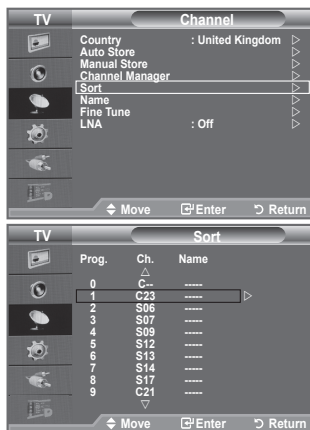 TV Channel
Country : United Kingdom
Auto Store
Manual Store
Channel Manager
Sort
Name
Fine Tune
LNA : Off
Move Enter Return
TV Sort
Prog. Ch. Name
0 C-- -----
1 C23 -----
2 S06 -----
3 S07 -----
4 S09 -----
5 S12 -----
6 S13 -----
7 S14 -----
8 S17 -----
9 C21 -----
Move Enter Return